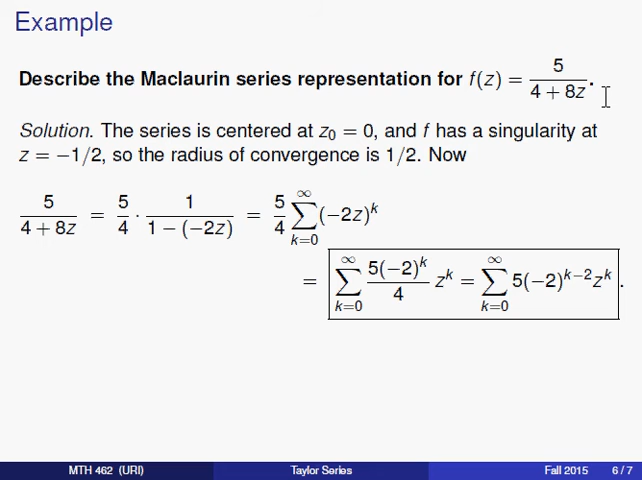 Example
Describe the Maclaurin series representation for f(z) = 5/(4 + 8z).
Solution. The series is centered at z₀ = 0, and f has a singularity at
z = −1/2, so the radius of convergence is 1/2. Now
5/(4 + 8z) = 5/4 · 1/(1 − (−2z)) = 5/4 ∑_{k=0}^{∞} (−2z)^k
= ∑_{k=0}^{∞} 5(−2)^k/4 z^k = ∑_{k=0}^{∞} 5(−2)^{k−2} z^k .
MTH 462 (URI) Taylor Series Fall 2015 6 / 7